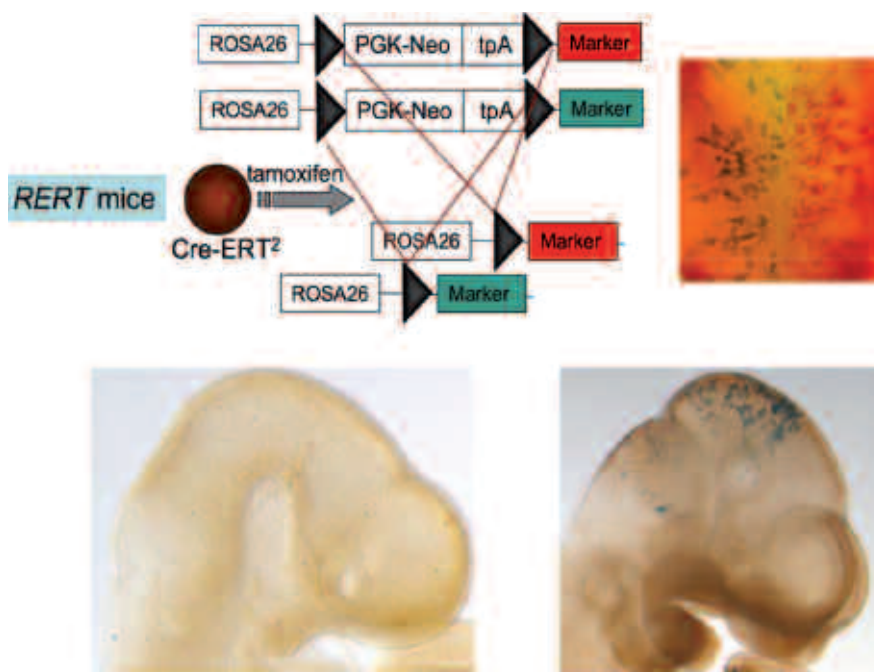 ROSA26 PGK-Neo tpA Marker
ROSA26 PGK-Neo tpA Marker
RERT mice
tamoxifen
Cre-ERT²
ROSA26 Marker
ROSA26 Marker